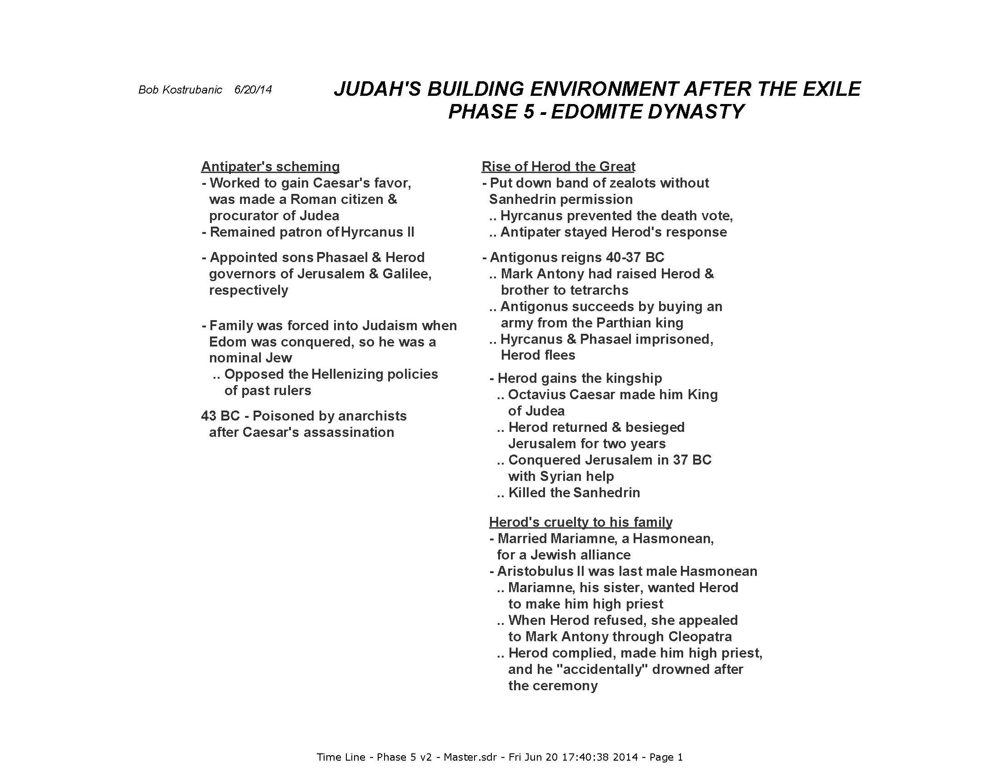 Bob Kostrubanic 6/20/14
JUDAH'S BUILDING ENVIRONMENT AFTER THE EXILE
PHASE 5 - EDOMITE DYNASTY
Antipater's scheming
- Worked to gain Caesar's favor,
was made a Roman citizen &
procurator of Judea
- Remained patron of Hyrcanus II
- Appointed sons Phasael & Herod
governors of Jerusalem & Galilee,
respectively
- Family was forced into Judaism when
Edom was conquered, so he was a
nominal Jew
.. Opposed the Hellenizing policies
of past rulers
43 BC - Poisoned by anarchists
after Caesar's assassination
Rise of Herod the Great
- Put down band of zealots without
Sanhedrin permission
.. Hyrcanus prevented the death vote,
.. Antipater stayed Herod's response
- Antigonus reigns 40-37 BC
.. Mark Antony had raised Herod &
brother to tetrarchs
.. Antigonus succeeds by buying an
army from the Parthian king
.. Hyrcanus & Phasael imprisoned,
Herod flees
- Herod gains the kingship
.. Octavius Caesar made him King
of Judea
.. Herod returned & besieged
Jerusalem for two years
.. Conquered Jerusalem in 37 BC
with Syrian help
.. Killed the Sanhedrin
Herod's cruelty to his family
- Married Mariamne, a Hasmonean,
for a Jewish alliance
- Aristobulus II was last male Hasmonean
.. Mariamne, his sister, wanted Herod
to make him high priest
.. When Herod refused, she appealed
to Mark Antony through Cleopatra
.. Herod complied, made him high priest,
and he "accidentally" drowned after
the ceremony
Time Line - Phase 5 v2 - Master.sdr - Fri Jun 20 17:40:38 2014 - Page 1